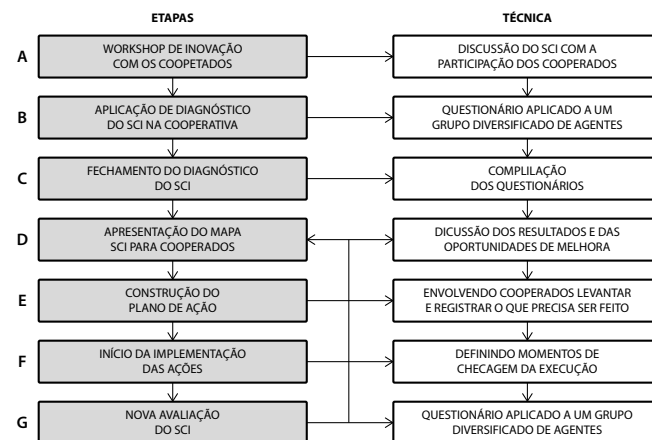 ETAPAS
TÉCNICA
A
WORKSHOP DE INOVAÇÃO
COM OS COOPETADOS
DISCUSSÃO DO SCI COM A
PARTICIPAÇÃO DOS COOPERADOS
B
APLICAÇÃO DE DIAGNÓSTICO
DO SCI NA COOPERATIVA
QUESTIONÁRIO APLICADO A UM
GRUPO DIVERSIFICADO DE AGENTES
C
FECHAMENTO DO DIAGNÓSTICO
DO SCI
COMPLILAÇÃO
DOS QUESTIONÁRIOS
D
APRESENTAÇÃO DO MAPA
SCI PARA COOPERADOS
DICUSSÃO DOS RESULTADOS E DAS
OPORTUNIDADES DE MELHORA
E
CONSTRUÇÃO DO
PLANO DE AÇÃO
ENVOLVENDO COOPERADOS LEVANTAR
E REGISTRAR O QUE PRECISA SER FEITO
F
INÍCIO DA IMPLEMENTAÇÃO
DAS AÇÕES
DEFININDO MOMENTOS DE
CHECAGEM DA EXECUÇÃO
G
NOVA AVALIAÇÃO
DO SCI
QUESTIONÁRIO APLICADO A UM GRUPO
DIVERSIFICADO DE AGENTES